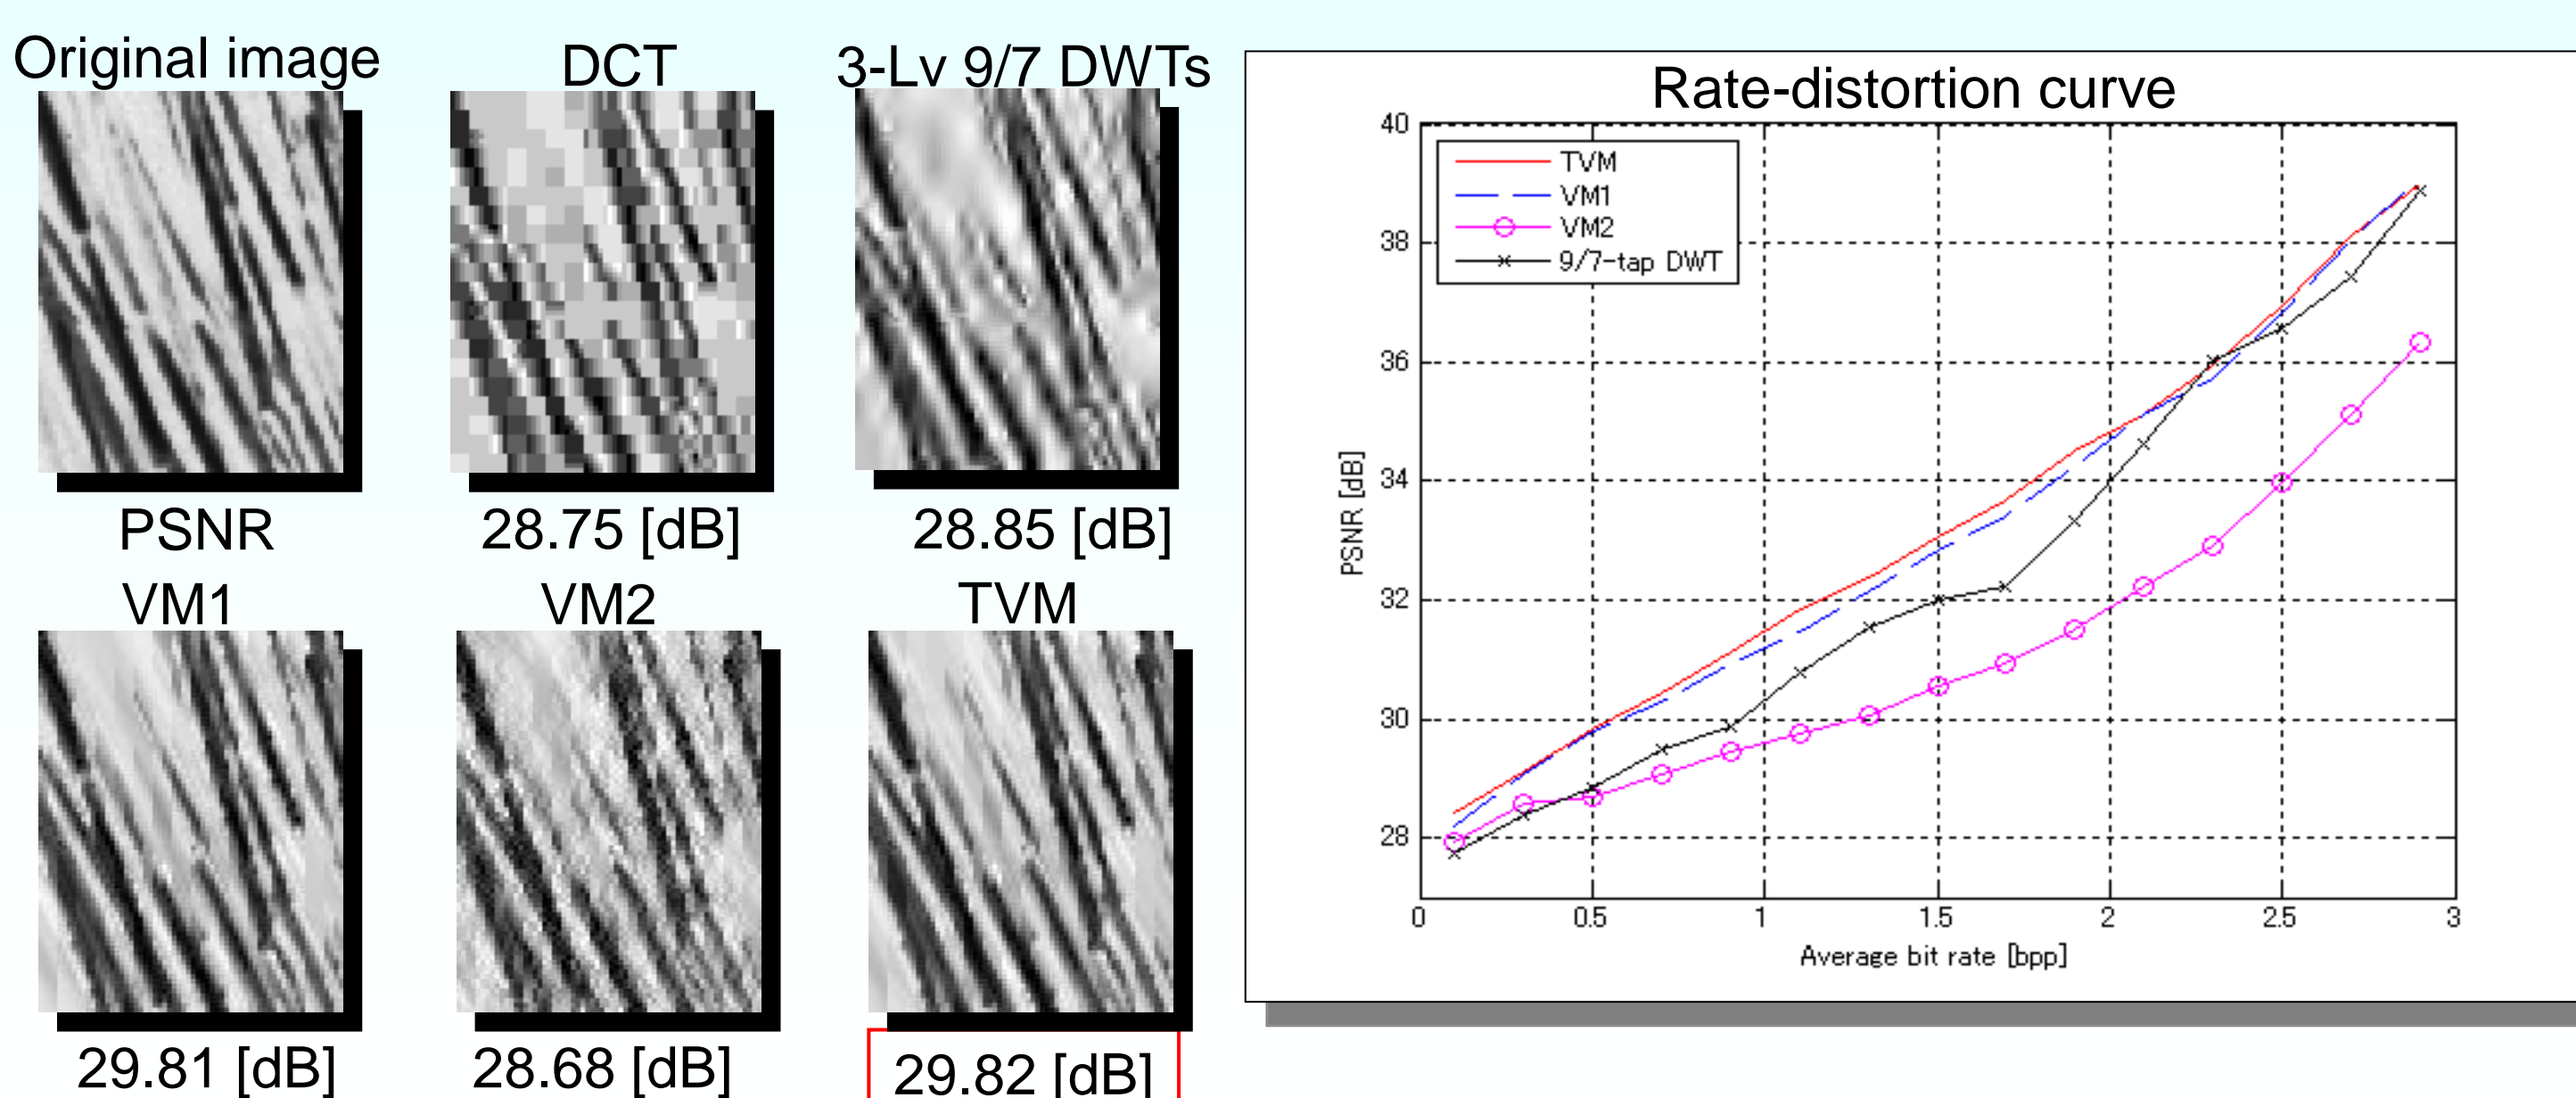 Original image
DCT
3-Lv 9/7 DWTs
PSNR
28.75 [dB]
28.85 [dB]
VM1
VM2
TVM
29.81 [dB]
28.68 [dB]
29.82 [dB]
Rate-distortion curve
TVM
VM1
VM2
9/7-tap DWT
PSNR [dB]
40
38
36
34
32
30
28
0
0.5
1
1.5
2
2.5
3
Average bit rate [bpp]